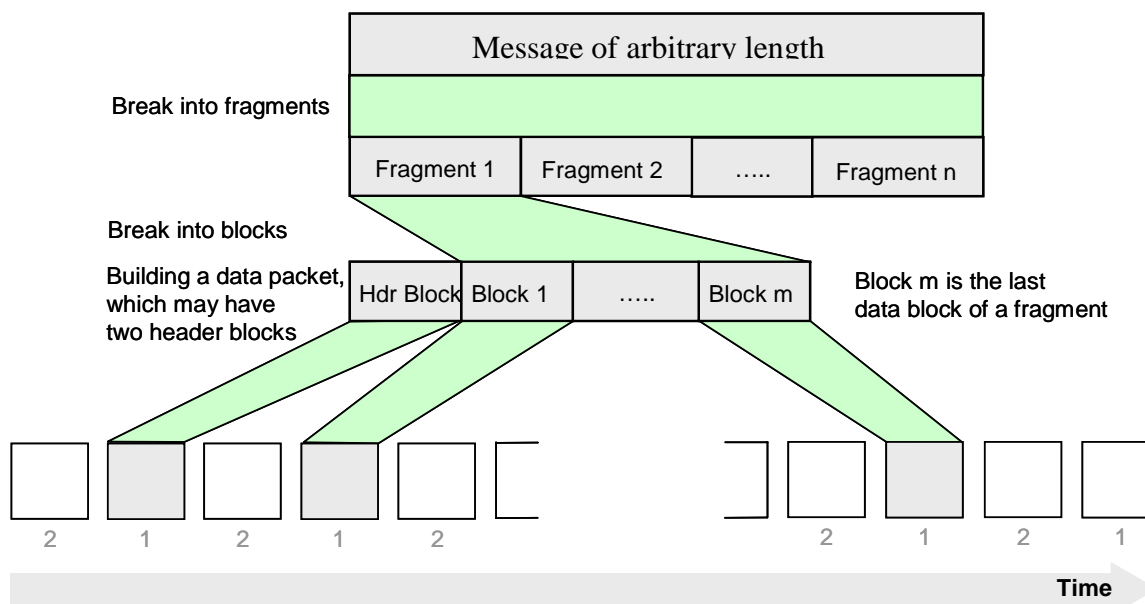 Message of arbitrary length
Break into fragments
Fragment 1
Fragment 2
.....
Fragment n
Break into blocks
Building a data packet,
which may have
two header blocks
Hdr Block
Block 1
.....
Block m
Block m is the last
data block of a fragment
2
1
2
1
2
2
1
2
1
Time